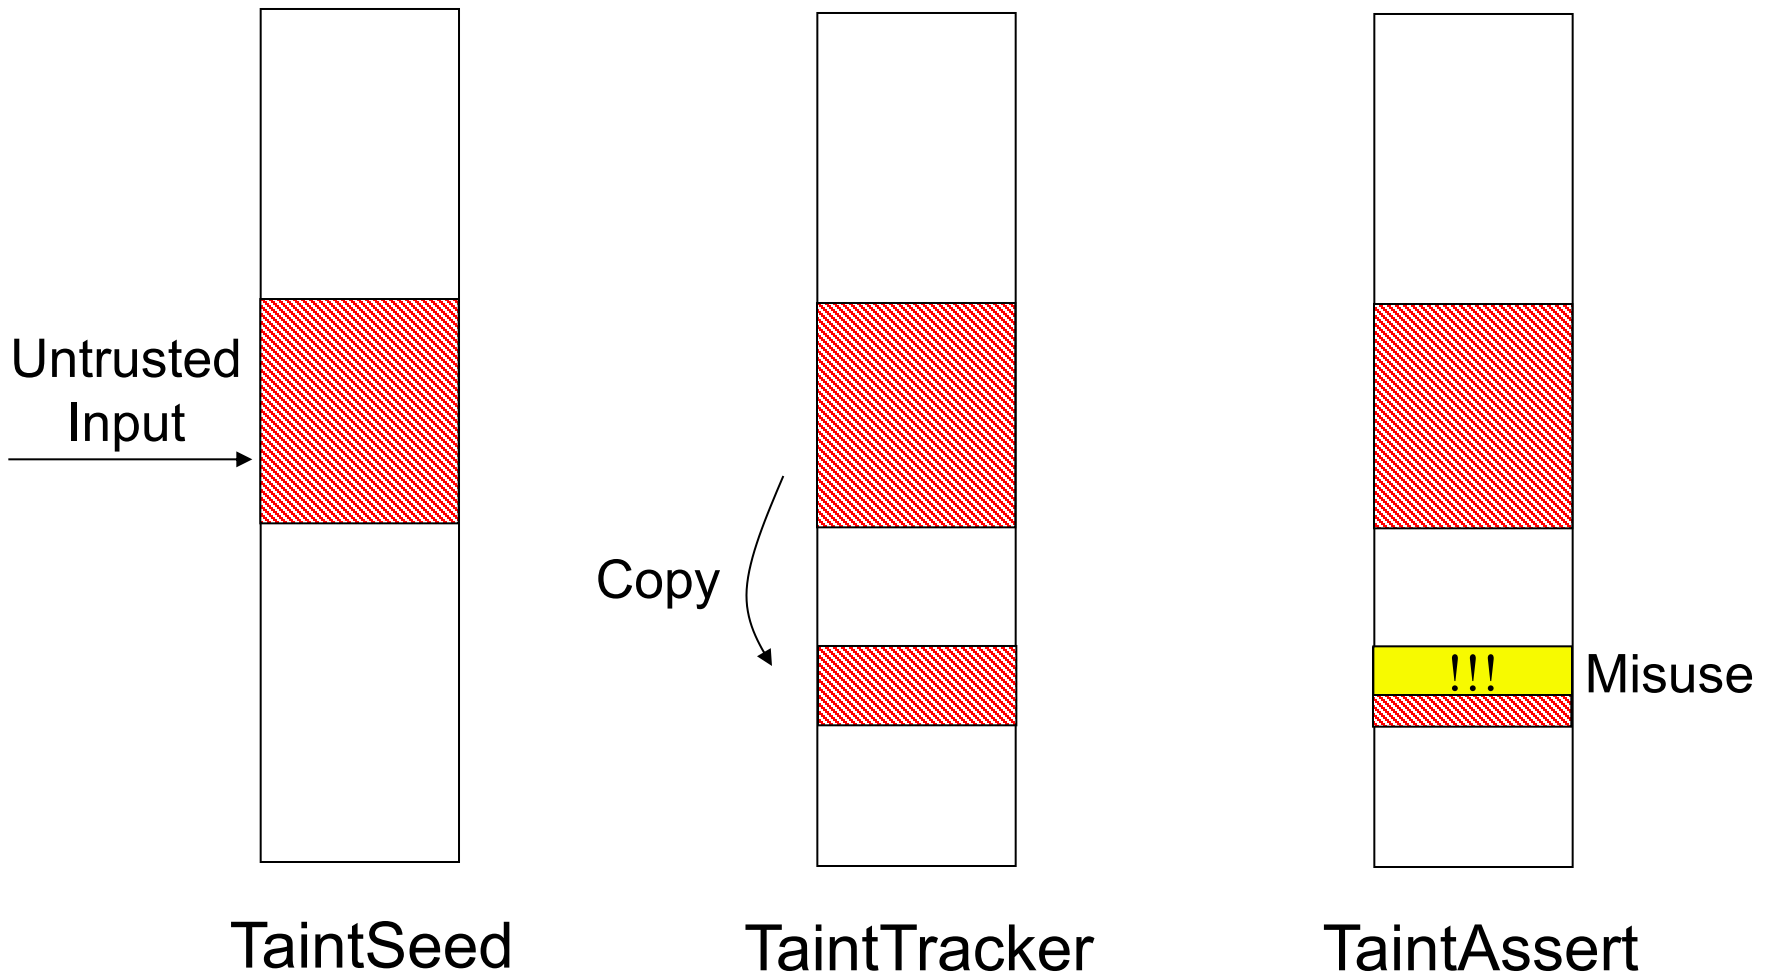 Untrusted
Input
Copy
!!!
Misuse
TaintSeed
TaintTracker
TaintAssert